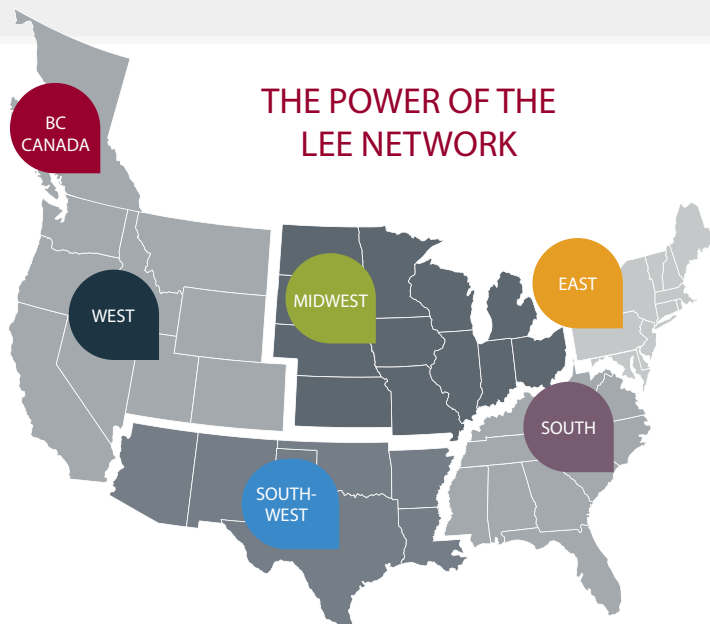 THE POWER OF THE
LEE NETWORK
BC
CANADA
WEST
MIDWEST
EAST
SOUTH
SOUTH-
WEST